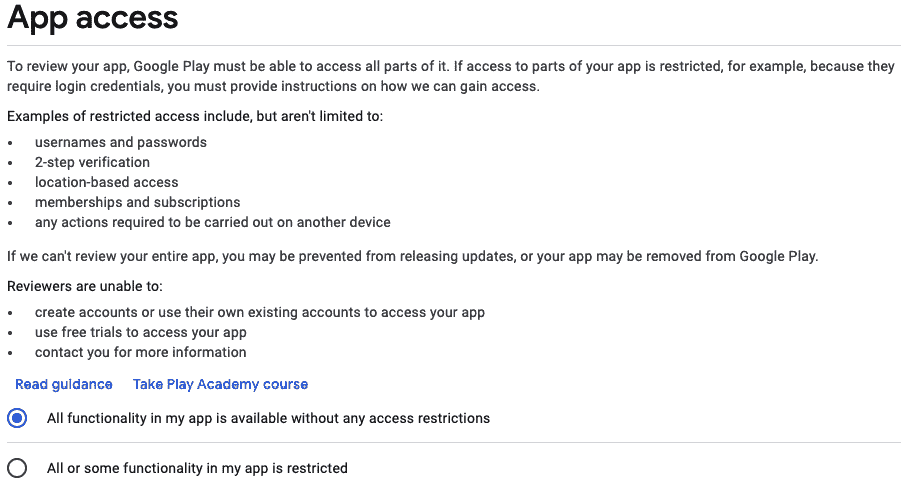 App access
To review your app, Google Play must be able to access all parts of it. If access to parts of your app is restricted, for example, because they
require login credentials, you must provide instructions on how we can gain access.
Examples of restricted access include, but aren't limited to:
• usernames and passwords
• 2-step verification
• location-based access
• memberships and subscriptions
• any actions required to be carried out on another device
If we can't review your entire app, you may be prevented from releasing updates, or your app may be removed from Google Play.
Reviewers are unable to:
• create accounts or use their own existing accounts to access your app
• use free trials to access your app
• contact you for more information
Read guidance Take Play Academy course
All functionality in my app is available without any access restrictions
All or some functionality in my app is restricted